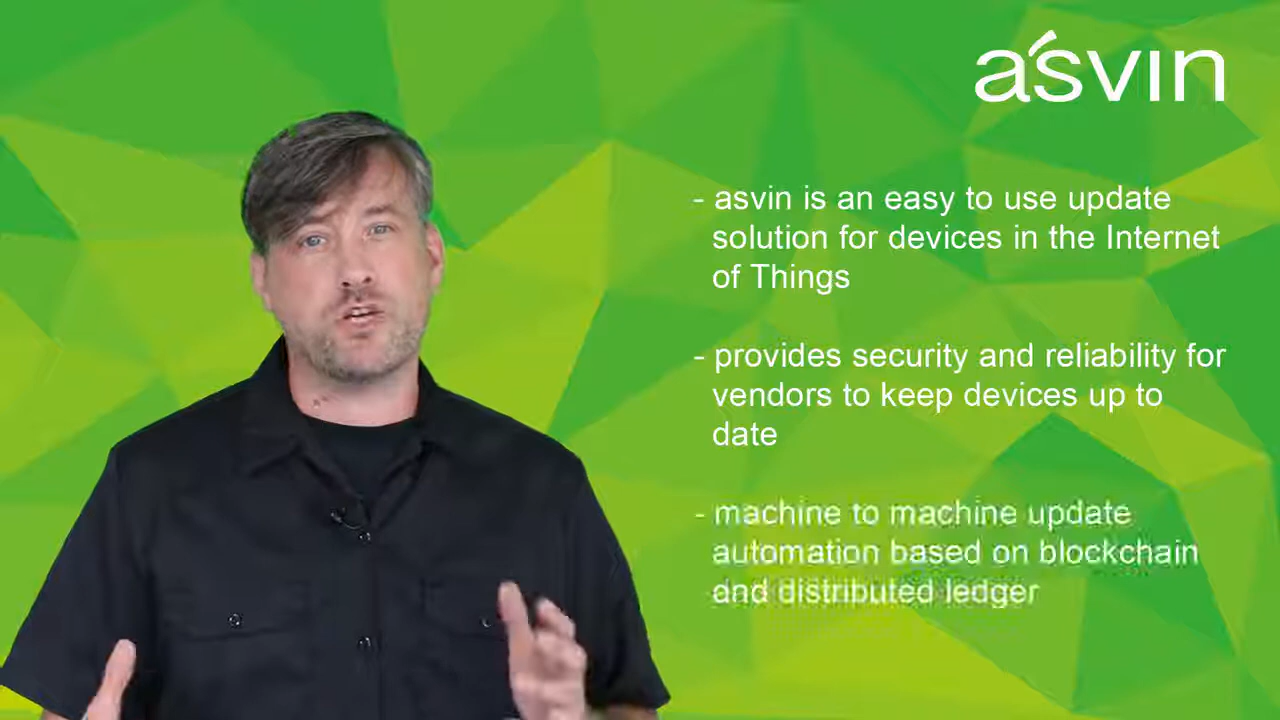 asvin
- asvin is an easy to use update
solution for devices in the Internet
of Things
- provides security and reliability for
vendors to keep devices up to
date
- machine to machine update
automation based on blockchain
and distributed ledger